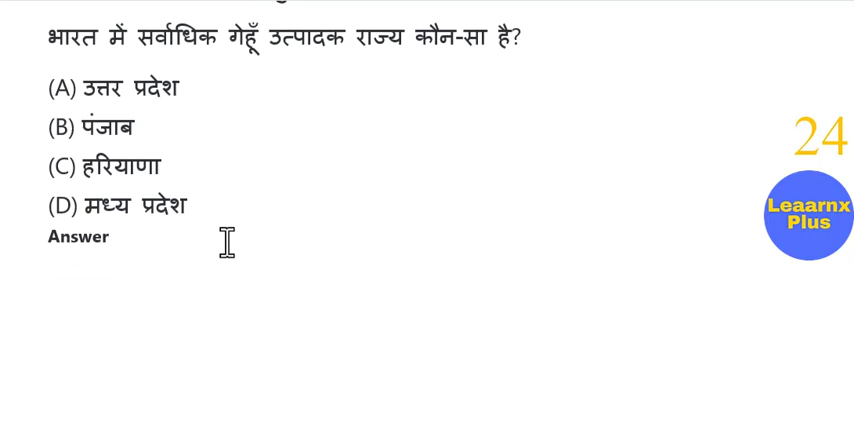 भारत में सर्वाधिक गेहूँ उत्पादक राज्य कौन-सा है?
(A) उत्तर प्रदेश
(B) पंजाब
(C) हरियाणा
(D) मध्य प्रदेश
Answer
24
Leaarnx
Plus